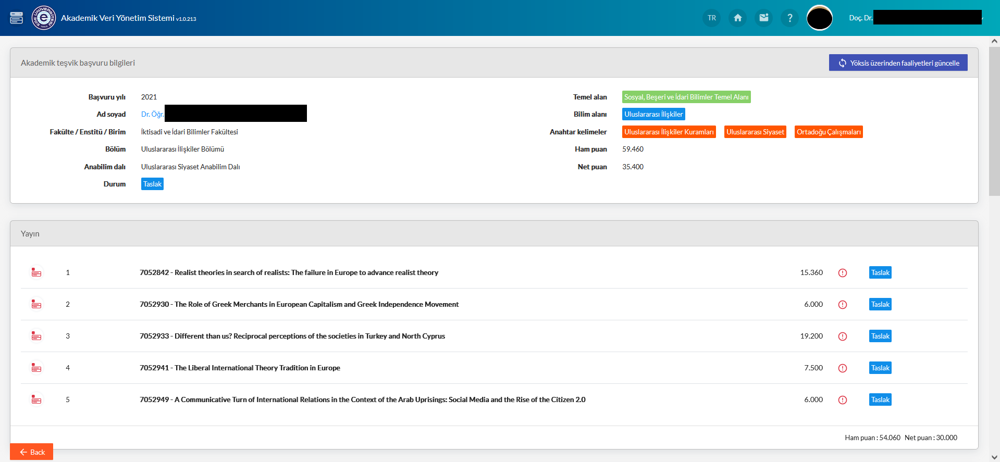 EGE ÜNİVERSİTESİ 1955
Akademik Veri Yönetim Sistemi v1.0.213
TR
?
Doç. Dr.
Akademik teşvik başvuru bilgileri
Yöksis üzerinden faaliyetleri güncelle
Başvuru yılı 2021
Temel alan Sosyal, Beşeri ve İdari Bilimler Temel Alanı
Ad soyad Dr. Öğr.
Bilim alanı Uluslararası İlişkiler
Fakülte / Enstitü / Birim İktisadi ve İdari Bilimler Fakültesi
Anahtar kelimeler Uluslararası İlişkiler Kuramları Uluslararası Siyaset Ortadoğu Çalışmaları
Bölüm Uluslararası İlişkiler Bölümü
Ham puan 59.460
Anabilim dalı Uluslararası Siyaset Anabilim Dalı
Net puan 35.400
Durum Taslak
Yayın
1 7052842 - Realist theories in search of realists: The failure in Europe to advance realist theory 15.360 Taslak
2 7052930 - The Role of Greek Merchants in European Capitalism and Greek Independence Movement 6.000 Taslak
3 7052933 - Different than us? Reciprocal perceptions of the societies in Turkey and North Cyprus 19.200 Taslak
4 7052941 - The Liberal International Theory Tradition in Europe 7.500 Taslak
5 7052949 - A Communicative Turn of International Relations in the Context of the Arab Uprisings: Social Media and the Rise of the Citizen 2.0 6.000 Taslak
Ham puan : 54.060 Net puan : 30.000
Back